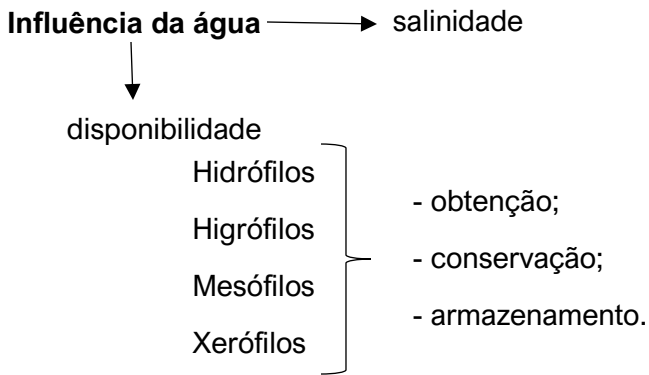 Influência da água
salinidade
disponibilidade
Hidrófilos
Higrófilos
Mesófilos
Xerófilos
- obtenção;
- conservação;
- armazenamento.